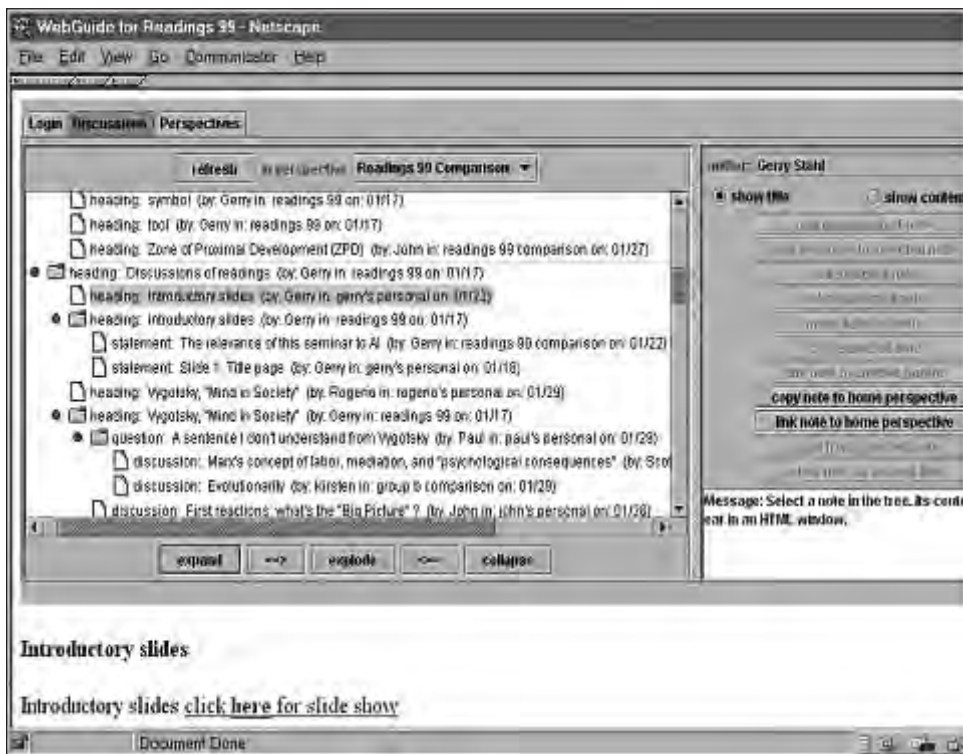 WebGuide for Readings 99 - Netscape
File Edit View Go Communicator Help
Login Discussion Perspectives
refresh in perspective Readings 99 Comparison
author: Gerry Stahl
show title show conten
heading: symbol (by: Gerry in: readings 99 on: 01/17)
heading: tool (by: Gerry in: readings 99 on: 01/17)
heading: Zone of Proximal Development (ZPD) (by: John in: readings 99 comparison on: 01/27)
heading: Discussions of readings (by: Gerry in: readings 99 on: 01/17)
heading: Introductory slides (by: Gerry in: gerry's personal on: 01/22)
heading: Introductory slides (by: Gerry in: readings 99 on: 01/17)
statement: The relevance of this seminar to AI (by: Gerry in: readings 99 comparison on: 01/22)
statement: Slide 1. Title page (by: Gerry in: gerry's personal on: 01/18)
heading: Vygotsky, "Mind in Society" (by: Rogerio in: rogerio's personal on: 01/29)
heading: Vygotsky, "Mind in Society" (by: Gerry in: readings 99 on: 01/17)
question: A sentence I don't understand from Vygotsky (by: Paul in: paul's personal on: 01/29)
discussion: Marx's concept of labor, mediation, and "psychological consequences" (by: Scot
discussion: Evolutionarily (by: Kirsten in: group b comparison on: 01/29)
discussion: First reactions: what's the "Big Picture" ? (by: John in: john's personal on: 01/28)
copy note to home perspective
link note to home perspective
Message: Select a note in the tree. Its conte
ear in an HTML window.
expand --> explode <-- collapse
Introductory slides
Introductory slides click here for slide show
Document Done